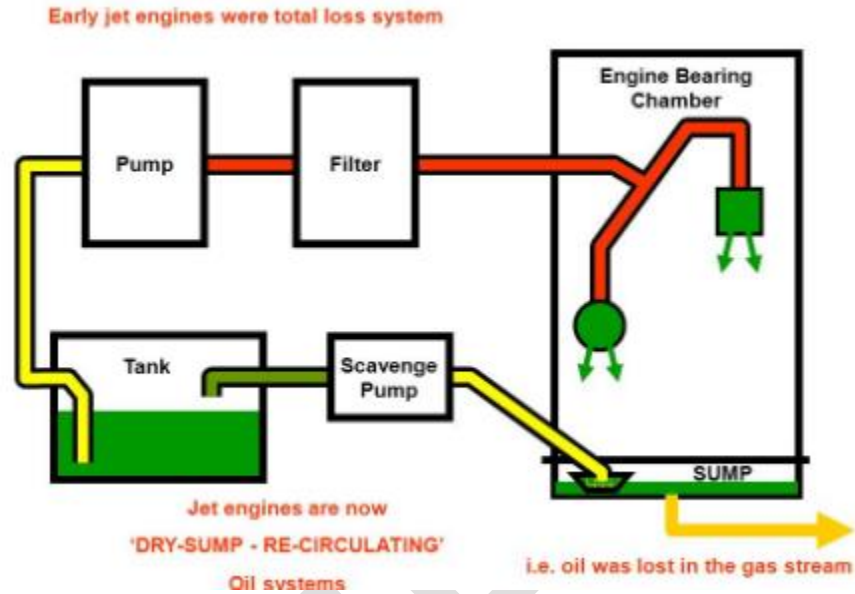 Early jet engines were total loss system
Engine Bearing
Chamber
Pump
Filter
Tank
Scavenge
Pump
SUMP
Jet engines are now
'DRY-SUMP - RE-CIRCULATING'
Oil systems
i.e. oil was lost in the gas stream